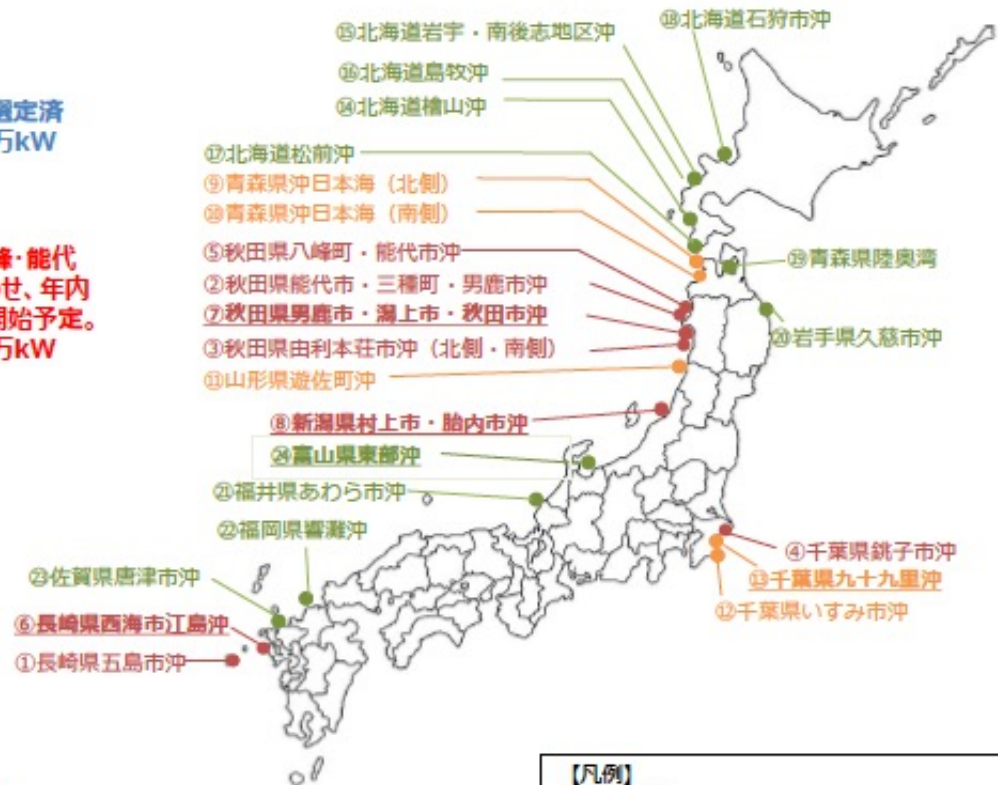 選定済
万kW
峰・能代
せ、年内
開始予定。
万kW
⑮北海道岩宇・南後志地区沖
⑱北海道石狩市沖
⑯北海道島牧沖
⑭北海道檜山沖
⑰北海道松前沖
⑨青森県沖日本海（北側）
⑩青森県沖日本海（南側）
⑤秋田県八峰町・能代市沖
⑲青森県陸奥湾
②秋田県能代市・三種町・男鹿市沖
⑦秋田県男鹿市・潟上市・秋田市沖
⑳岩手県久慈市沖
③秋田県由利本荘市沖（北側・南側）
⑪山形県遊佐町沖
⑧新潟県村上市・胎内市沖
㉔富山県東部沖
㉑福井県あわら市沖
㉒福岡県響灘沖
④千葉県銚子市沖
㉓佐賀県唐津市沖
⑬千葉県九十九里沖
⑫千葉県いすみ市沖
⑥長崎県西海市江島沖
①長崎県五島市沖
【凡例】